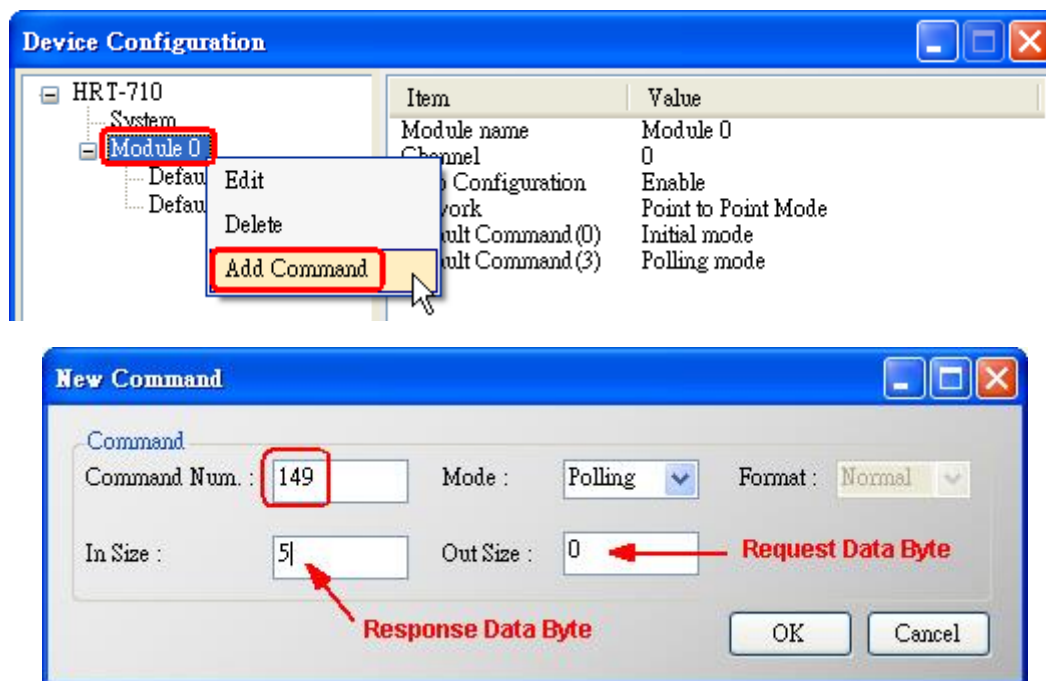 Device Configuration
HRT-710
System
Module 0
Defau
Defau
Edit
Delete
Add Command
Item Value
Module name Module 0
Channel 0
Configuration Enable
work Point to Point Mode
ult Command(0) Initial mode
ult Command(3) Polling mode
New Command
Command
Command Num. : 149 Mode : Polling Format : Normal
In Size : 5 Out Size : 0 Request Data Byte
Response Data Byte
OK Cancel